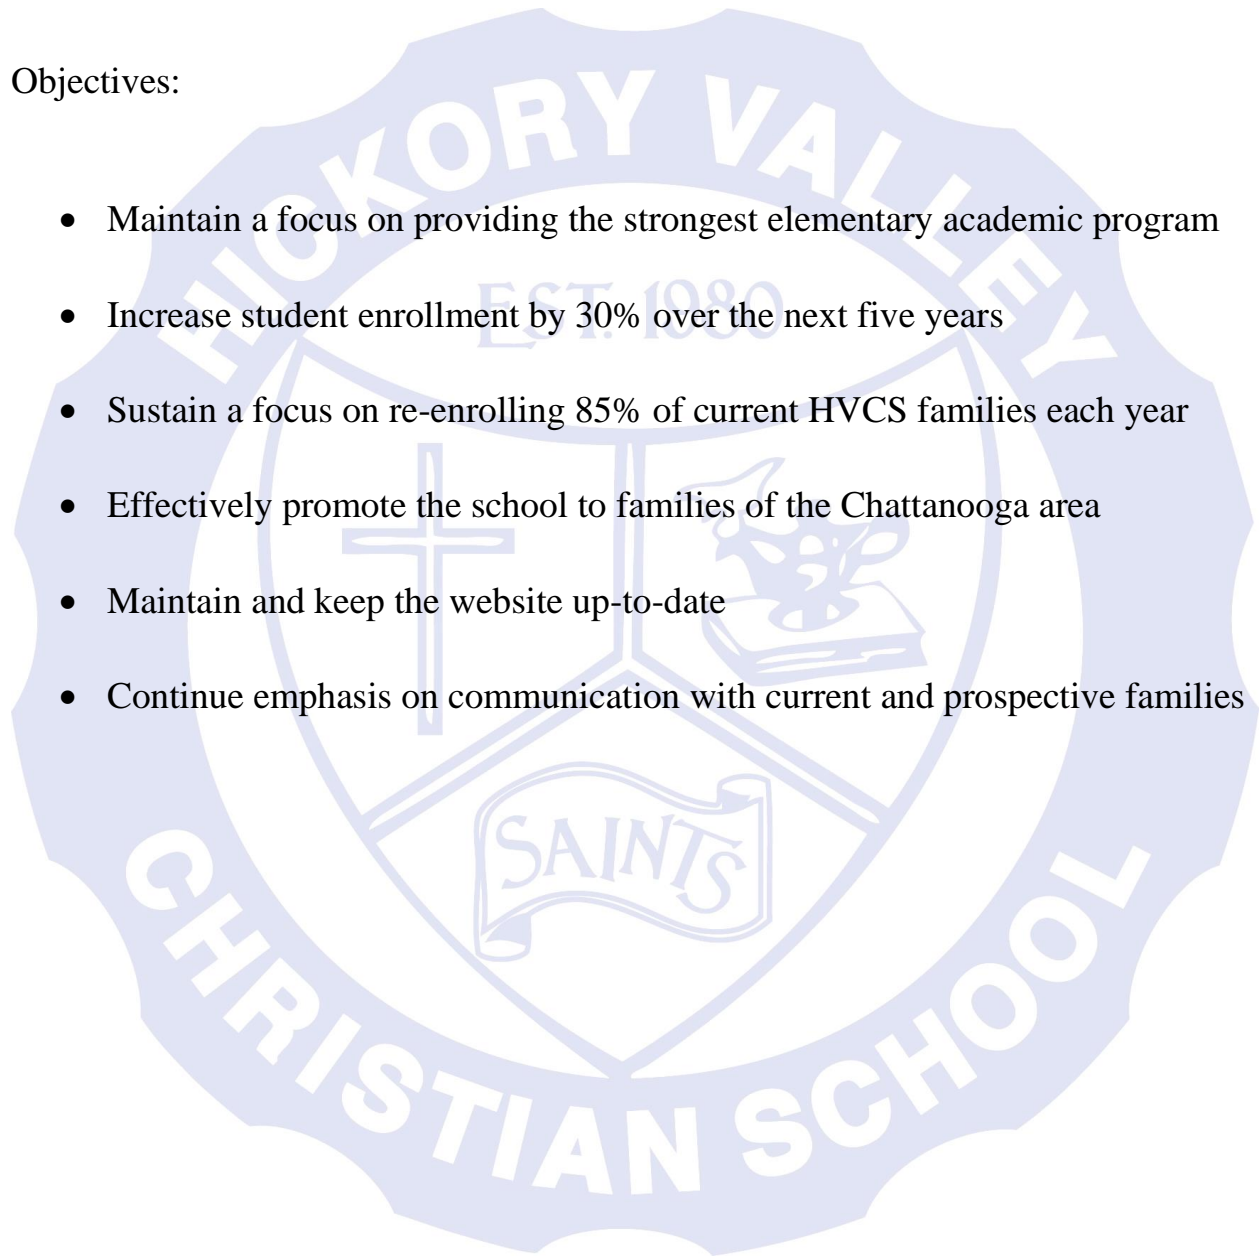 Objectives:
• Maintain a focus on providing the strongest elementary academic program
• Increase student enrollment by 30% over the next five years
• Sustain a focus on re-enrolling 85% of current HVCS families each year
• Effectively promote the school to families of the Chattanooga area
• Maintain and keep the website up-to-date
• Continue emphasis on communication with current and prospective families
HICKORY VALLEY
EST. 1980
SAINTS
CHRISTIAN SCHOOL